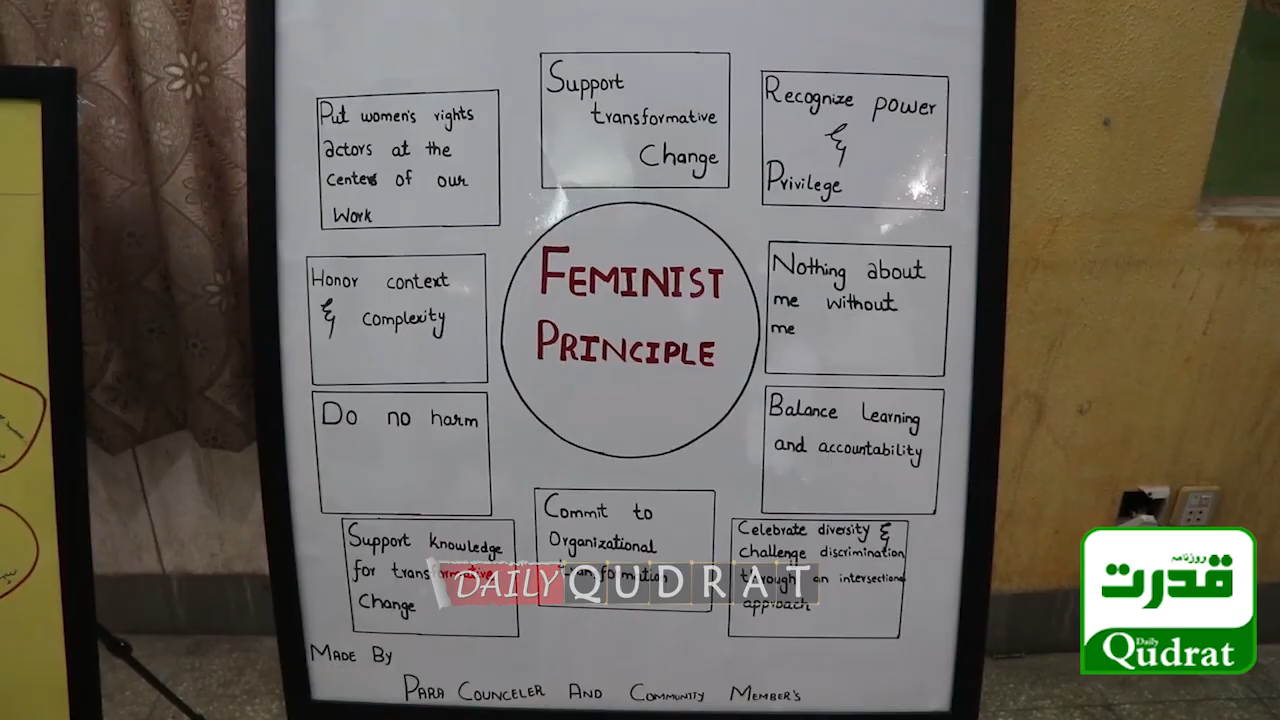 Support
transformative
Change
Put women's rights
actors at the
centers of our
Work
Recognize power
&
Privilege
FEMINIST
PRINCIPLE
Honor context
& complexity
Nothing about
me without
me
Do no harm
Balance Learning
and accountability
Support knowledge
for transformative
Change
Commit to
Organizational
transformation
Celebrate diversity &
challenge discrimination
through an intersectional
approach
MADE BY
PARA COUNCELER AND COMMUNITY MEMBER'S
DAILY QUDRAT
روزنامہ
قدرت
Daily
Qudrat